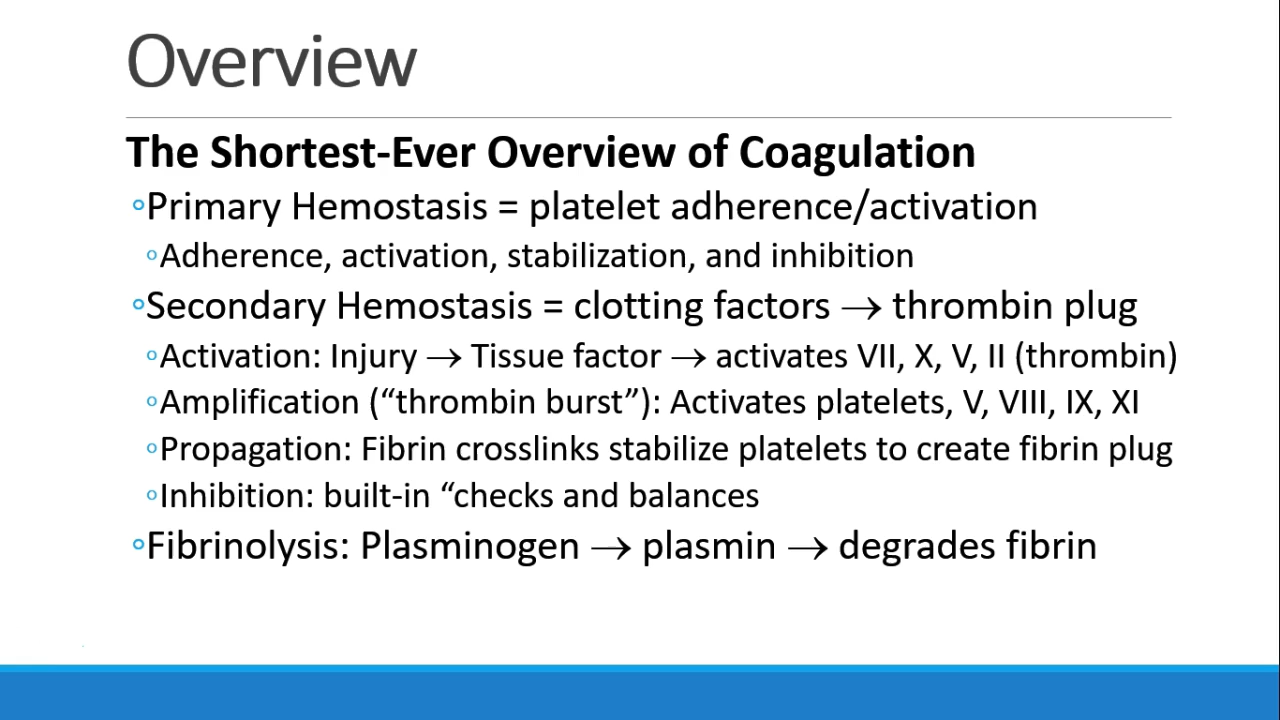 Overview
The Shortest-Ever Overview of Coagulation
◦Primary Hemostasis = platelet adherence/activation
◦Adherence, activation, stabilization, and inhibition
◦Secondary Hemostasis = clotting factors → thrombin plug
◦Activation: Injury → Tissue factor → activates VII, X, V, II (thrombin)
◦Amplification (“thrombin burst”): Activates platelets, V, VIII, IX, XI
◦Propagation: Fibrin crosslinks stabilize platelets to create fibrin plug
◦Inhibition: built-in “checks and balances
◦Fibrinolysis: Plasminogen → plasmin → degrades fibrin